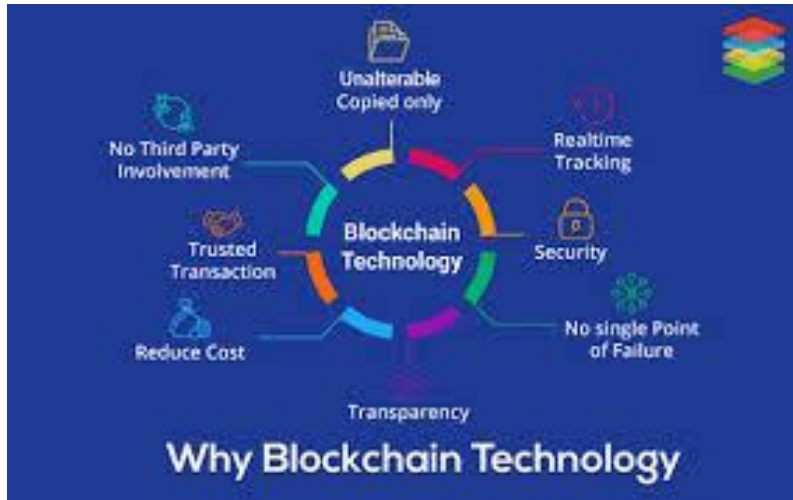 Unalterable
Copied only
Realtime
Tracking
Security
No single Point
of Failure
Transparency
Reduce Cost
Trusted
Transaction
No Third Party
Involvement
Blockchain
Technology
Why Blockchain Technology